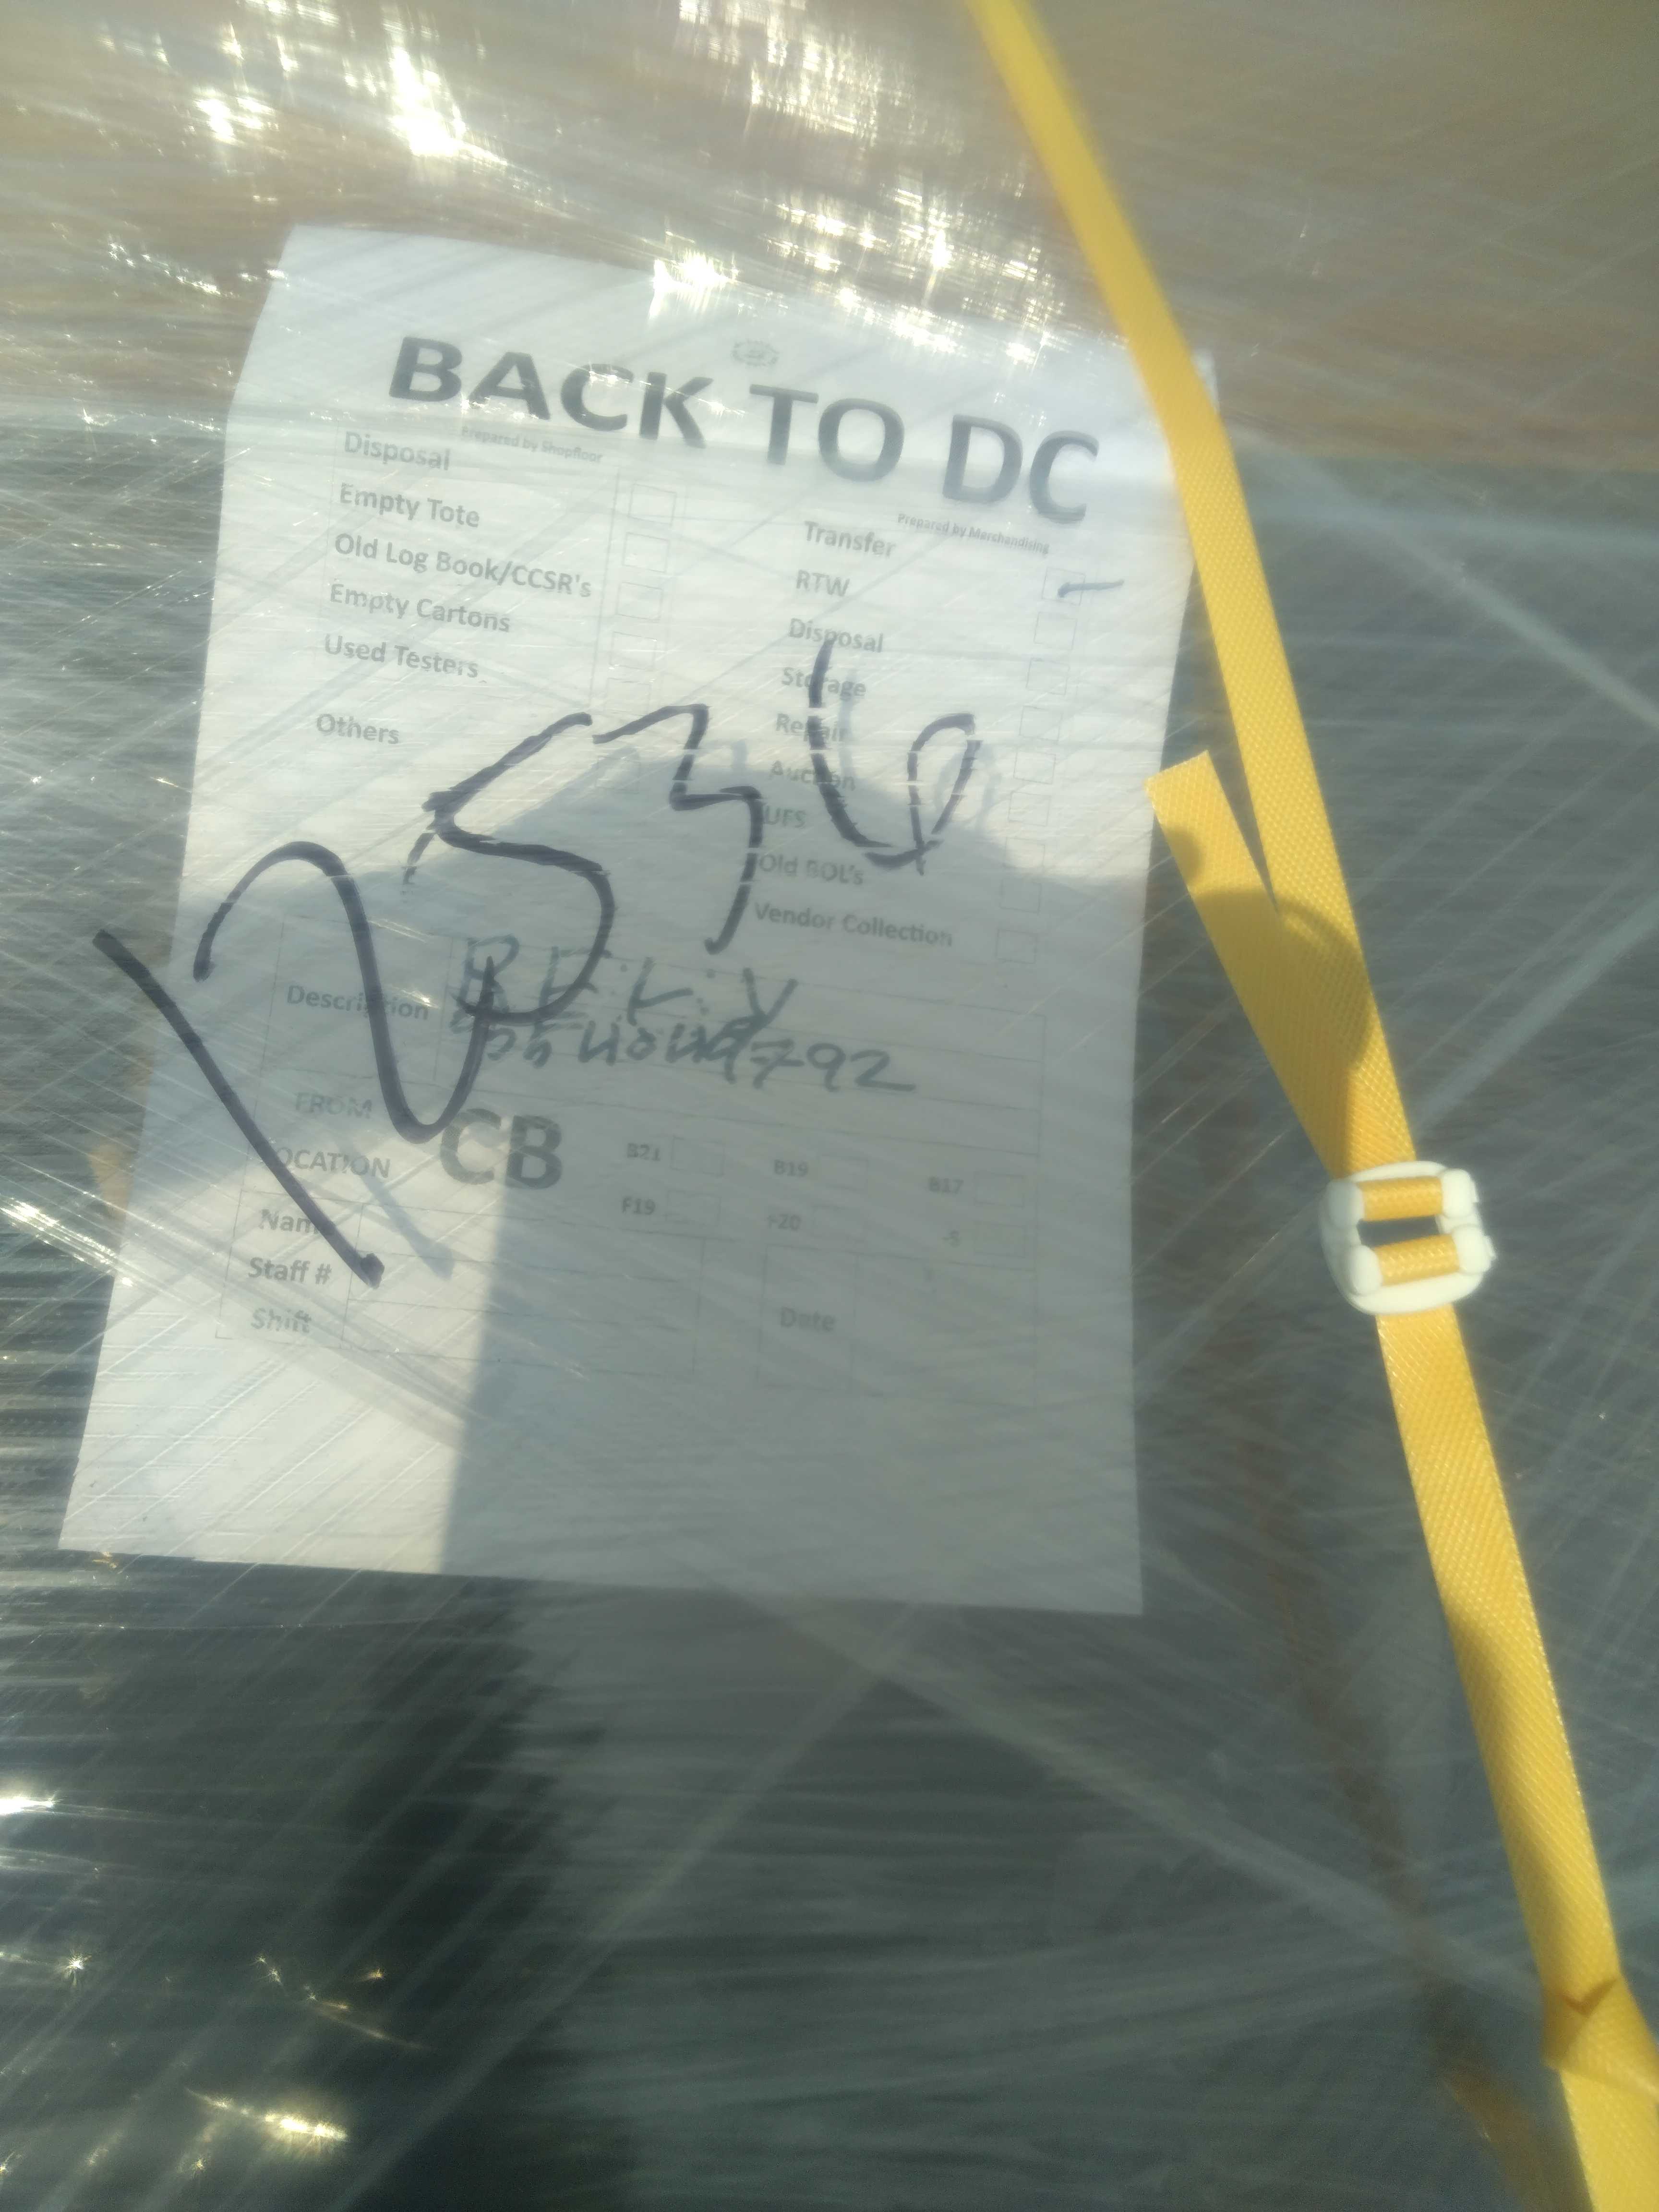 BACK TO DC
Prepared by Shopfloor
Prepared by Merchandising
Disposal
Empty Tote
Old Log Book/CCSR's
Empty Cartons
Used Testers
Others
Transfer
RTW
Disposal
Storage
Repair
Auction
UFS
Old BOL's
Vendor Collection
12536
Description
FROM
LOCATION
CB
B21
B19
B17
F19
Name
Staff #
Shift
Date